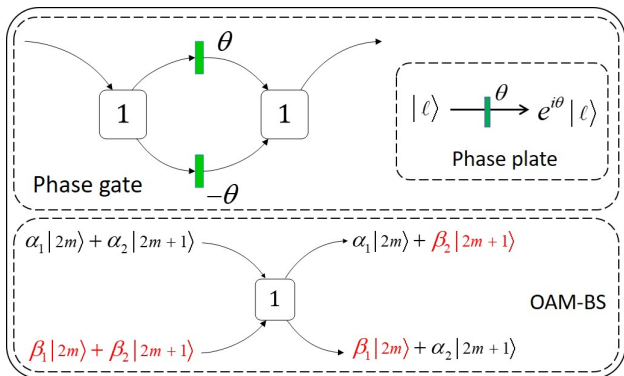 θ
1
1
−θ
Phase gate
|ℓ⟩
θ
e^{iθ}|ℓ⟩
Phase plate
α₁|2m⟩ + α₂|2m+1⟩
α₁|2m⟩ + β₂|2m+1⟩
1
OAM-BS
β₁|2m⟩ + β₂|2m+1⟩
β₁|2m⟩ + α₂|2m+1⟩